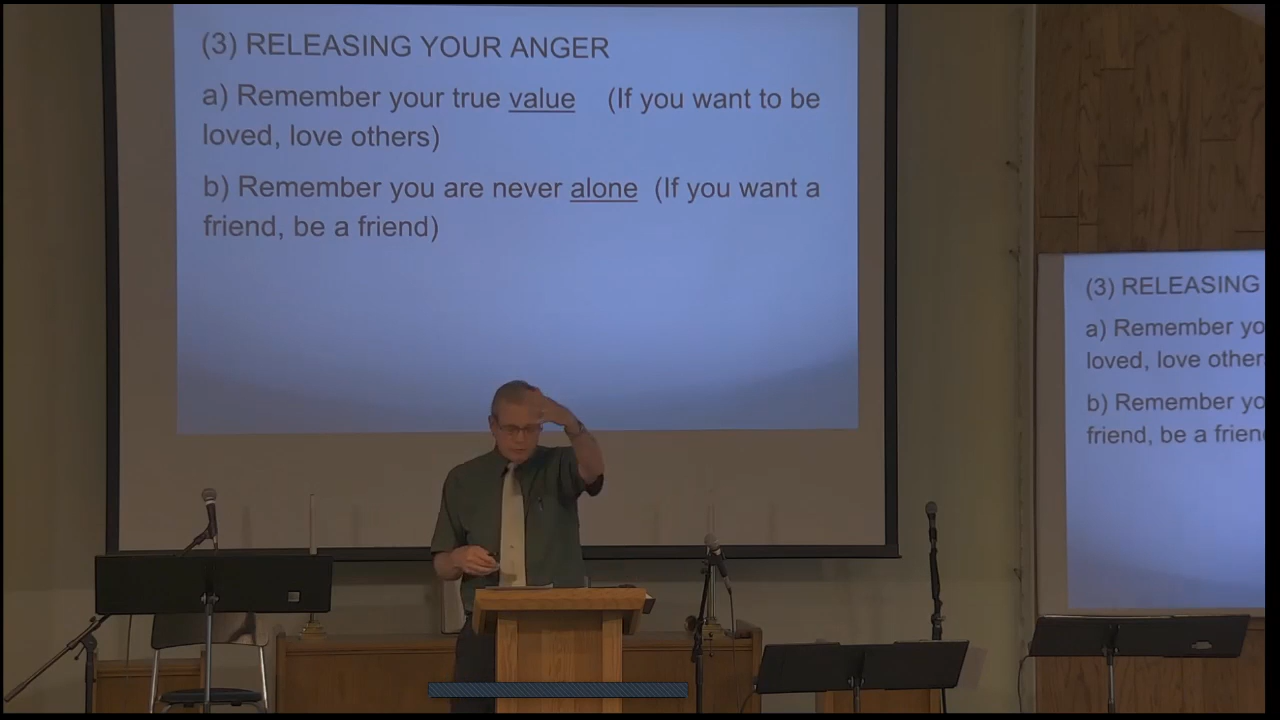 (3) RELEASING YOUR ANGER
a) Remember your true value (If you want to be
loved, love others)
b) Remember you are never alone (If you want a
friend, be a friend)
(3) RELEASING
a) Remember yo
loved, love other
b) Remember yo
friend, be a frien